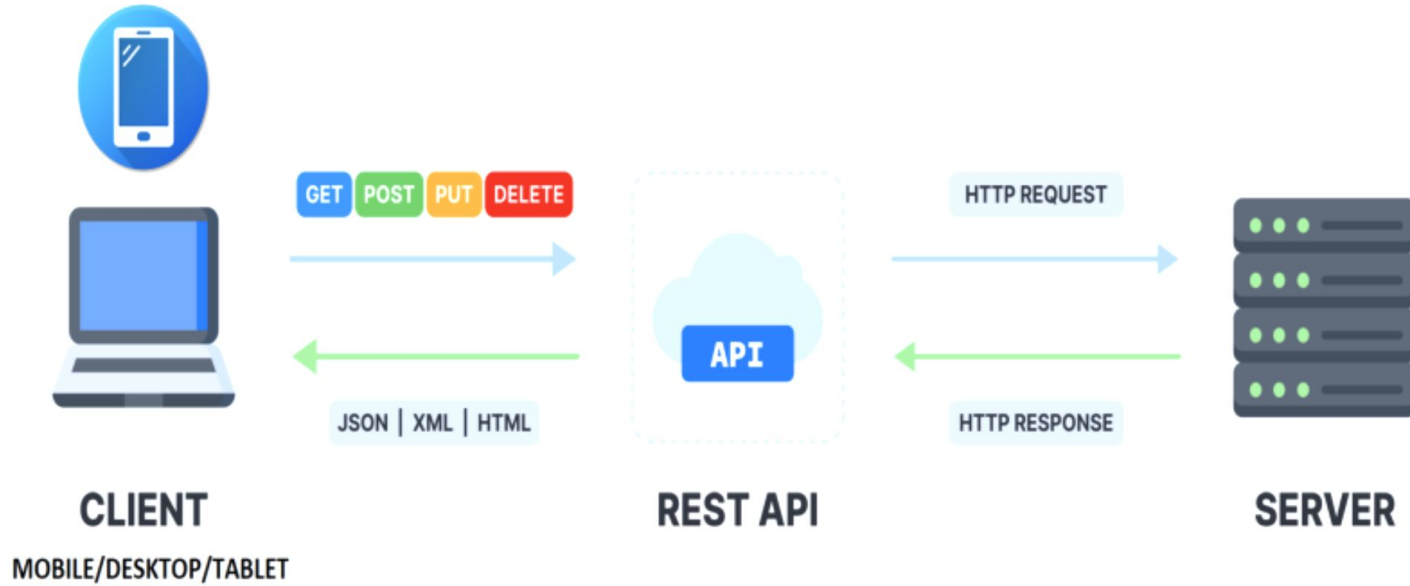 GET POST PUT DELETE
HTTP REQUEST
API
JSON | XML | HTML
HTTP RESPONSE
CLIENT
REST API
SERVER
MOBILE/DESKTOP/TABLET